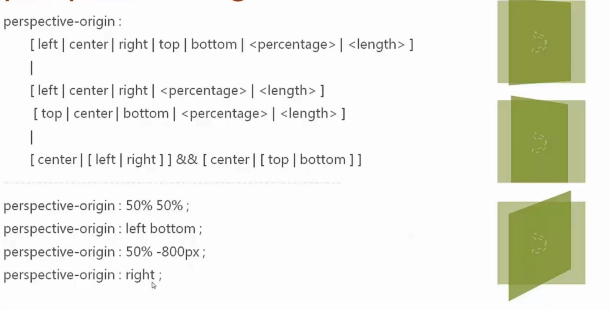 perspective-origin :
[ left | center | right | top | bottom | <percentage> | <length> ]
|
[ left | center | right | <percentage> | <length> ]
[ top | center | bottom | <percentage> | <length> ]
|
[ center | [ left | right ] ] && [ center | [ top | bottom ] ]
perspective-origin : 50% 50% ;
perspective-origin : left bottom ;
perspective-origin : 50% -800px ;
perspective-origin : right ;